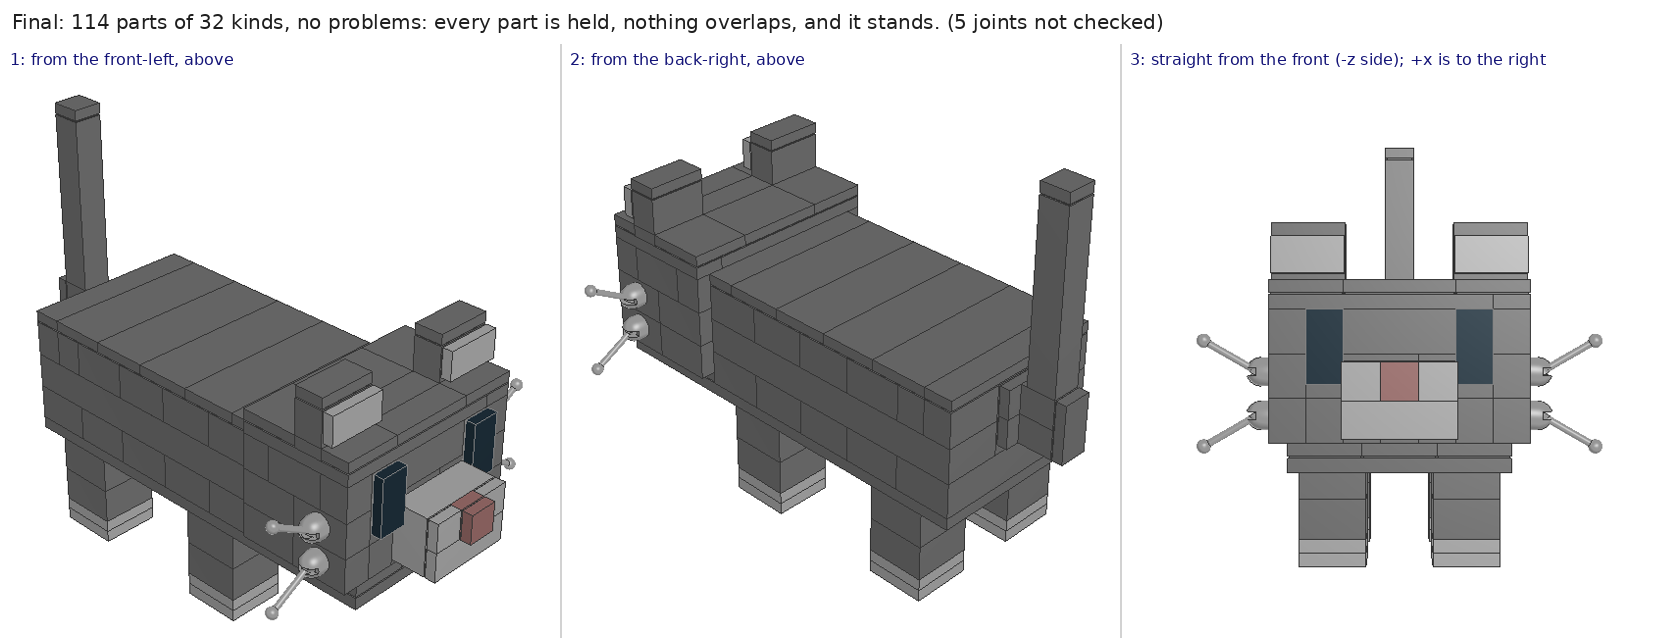 Final: 114 parts of 32 kinds, no problems: every part is held, nothing overlaps, and it stands. (5 joints not checked)
1: from the front-left, above
2: from the back-right, above
3: straight from the front (-z side); +x is to the right